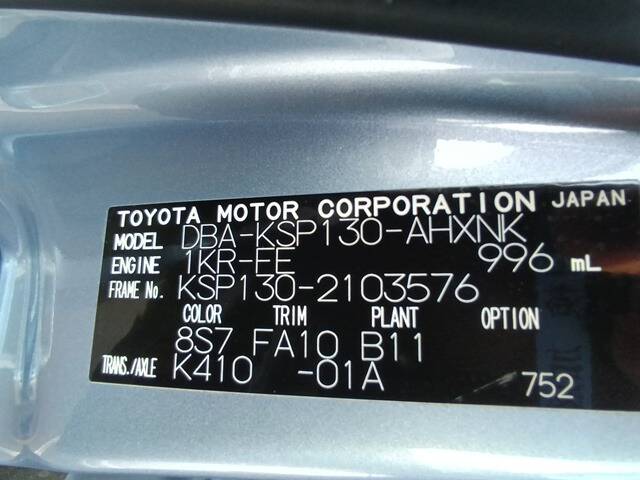 TOYOTA MOTOR CORPORATION JAPAN
MODEL DBA-KSP130-AHXNK
ENGINE 1KR-FE 996 mL
FRAME No. KSP130-2103576
COLOR TRIM PLANT OPTION
8S7 FA10 B11
TRANS./AXLE K410 -01A 752